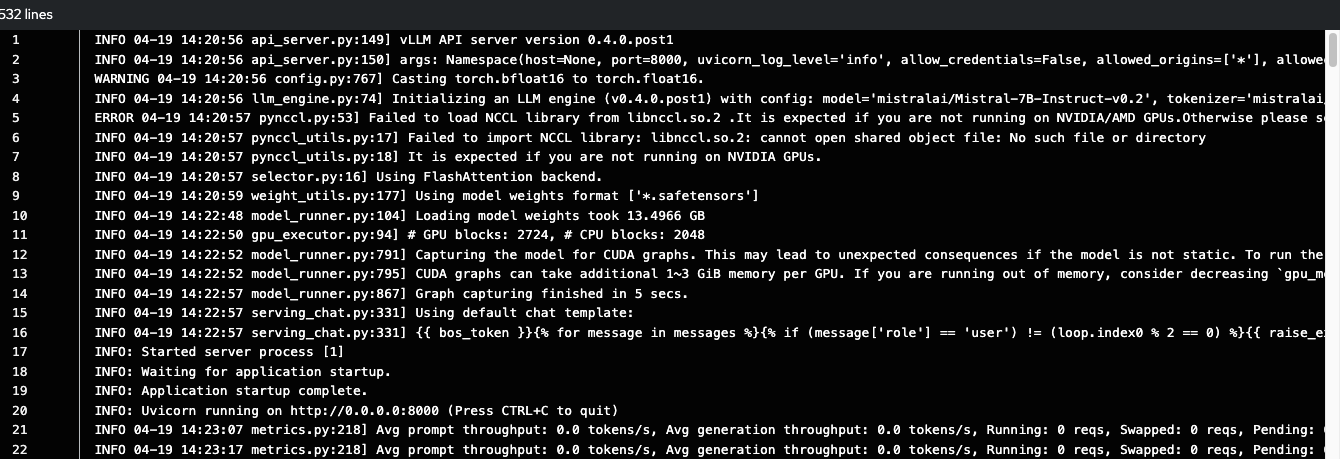 532 lines
1 INFO 04-19 14:20:56 api_server.py:149] vLLM API server version 0.4.0.post1
2 INFO 04-19 14:20:56 api_server.py:150] args: Namespace(host=None, port=8000, uvicorn_log_level='info', allow_credentials=False, allowed_origins=['*'], allowe
3 WARNING 04-19 14:20:56 config.py:767] Casting torch.bfloat16 to torch.float16.
4 INFO 04-19 14:20:56 llm_engine.py:74] Initializing an LLM engine (v0.4.0.post1) with config: model='mistralai/Mistral-7B-Instruct-v0.2', tokenizer='mistralai/
5 ERROR 04-19 14:20:57 pynccl.py:53] Failed to load NCCL library from libnccl.so.2 .It is expected if you are not running on NVIDIA/AMD GPUs.Otherwise please s
6 INFO 04-19 14:20:57 pynccl_utils.py:17] Failed to import NCCL library: libnccl.so.2: cannot open shared object file: No such file or directory
7 INFO 04-19 14:20:57 pynccl_utils.py:18] It is expected if you are not running on NVIDIA GPUs.
8 INFO 04-19 14:20:57 selector.py:16] Using FlashAttention backend.
9 INFO 04-19 14:20:59 weight_utils.py:177] Using model weights format ['*.safetensors']
10 INFO 04-19 14:22:48 model_runner.py:104] Loading model weights took 13.4966 GB
11 INFO 04-19 14:22:50 gpu_executor.py:94] # GPU blocks: 2724, # CPU blocks: 2048
12 INFO 04-19 14:22:52 model_runner.py:791] Capturing the model for CUDA graphs. This may lead to unexpected consequences if the model is not static. To run the
13 INFO 04-19 14:22:52 model_runner.py:795] CUDA graphs can take additional 1~3 GiB memory per GPU. If you are running out of memory, consider decreasing `gpu_m
14 INFO 04-19 14:22:57 model_runner.py:867] Graph capturing finished in 5 secs.
15 INFO 04-19 14:22:57 serving_chat.py:331] Using default chat template:
16 INFO 04-19 14:22:57 serving_chat.py:331] {{ bos_token }}{% for message in messages %}{% if (message['role'] == 'user') != (loop.index0 % 2 == 0) %}{{ raise_e
17 INFO: Started server process [1]
18 INFO: Waiting for application startup.
19 INFO: Application startup complete.
20 INFO: Uvicorn running on http://0.0.0.0:8000 (Press CTRL+C to quit)
21 INFO 04-19 14:23:07 metrics.py:218] Avg prompt throughput: 0.0 tokens/s, Avg generation throughput: 0.0 tokens/s, Running: 0 reqs, Swapped: 0 reqs, Pending:
22 INFO 04-19 14:23:17 metrics.py:218] Avg prompt throughput: 0.0 tokens/s, Avg generation throughput: 0.0 tokens/s, Running: 0 reqs, Swapped: 0 reqs, Pending: